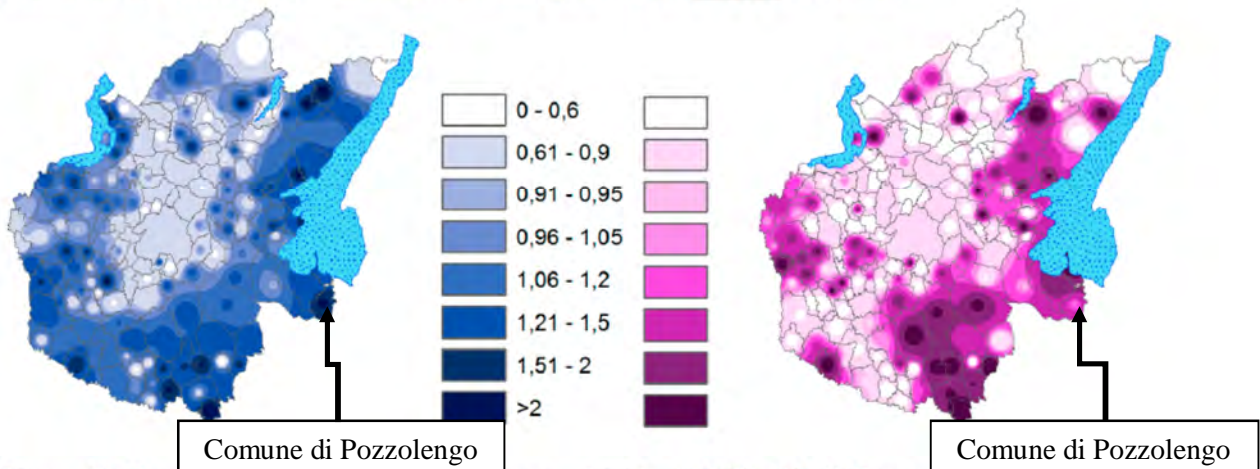 0 - 0,6
0,61 - 0,9
0,91 - 0,95
0,96 - 1,05
1,06 - 1,2
1,21 - 1,5
1,51 - 2
>2
Comune di Pozzolengo
Comune di Pozzolengo